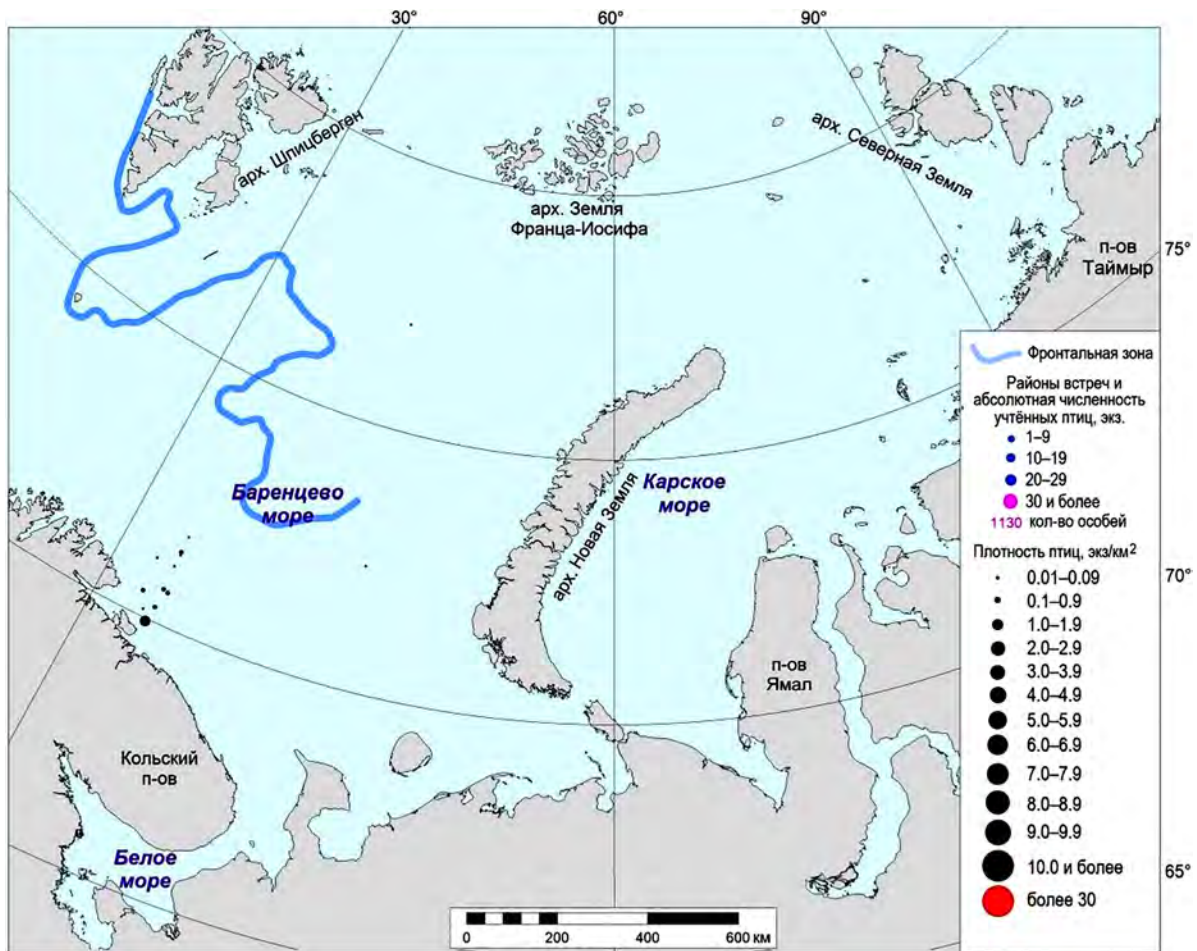 30°
60°
90°
арх. Шпицберген
арх. Земля
Франца-Иосифа
арх. Северная Земля
п-ов
Таймыр
75°
Баренцево
море
Карское
море
арх. Новая Земля
70°
п-ов
Ямал
Кольский
п-ов
Белое
море
65°
0
200
400
600 км
Фронтальная зона
Районы встреч и
абсолютная численность
учтённых птиц, экз.
1–9
10–19
20–29
30 и более
1130 кол-во особей
Плотность птиц, экз/км²
0.01–0.09
0.1–0.9
1.0–1.9
2.0–2.9
3.0–3.9
4.0–4.9
5.0–5.9
6.0–6.9
7.0–7.9
8.0–8.9
9.0–9.9
10.0 и более
более 30